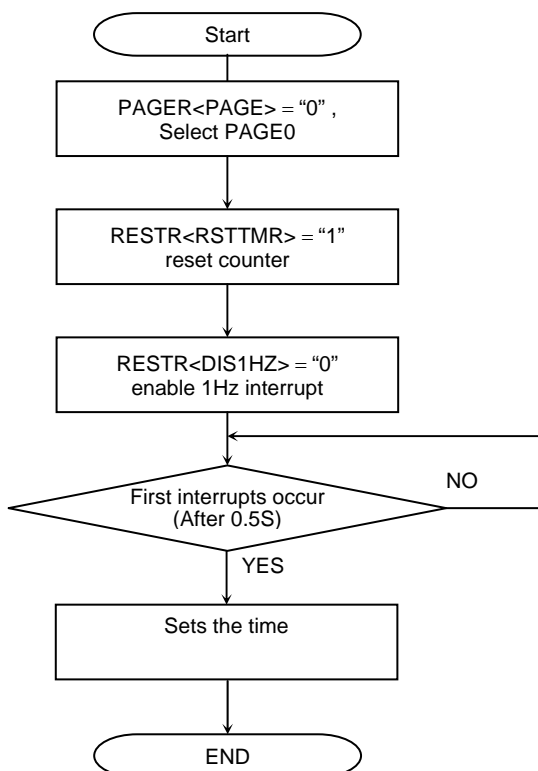 Start
PAGER<PAGE> = “0” ,
Select PAGE0
RESTR<RSTTMR> = “1”
reset counter
RESTR<DIS1HZ> = “0”
enable 1Hz interrupt
First interrupts occur
(After 0.5S)
NO
YES
Sets the time
END